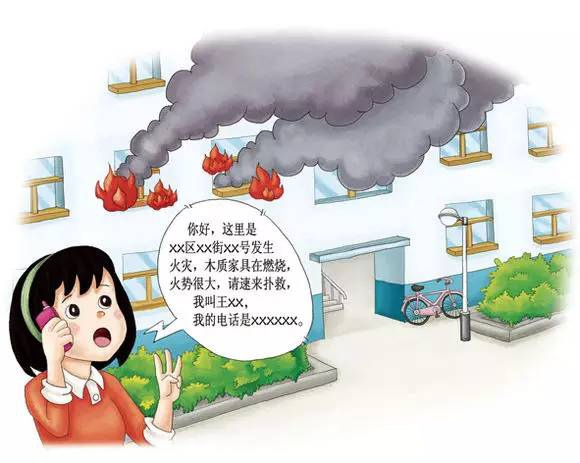 你好，这里是
xx区xx街xx号发生
火灾，木质家具在燃烧，
火势很大，请速来扑救，
我叫王xx，
我的电话是xxxxxx。